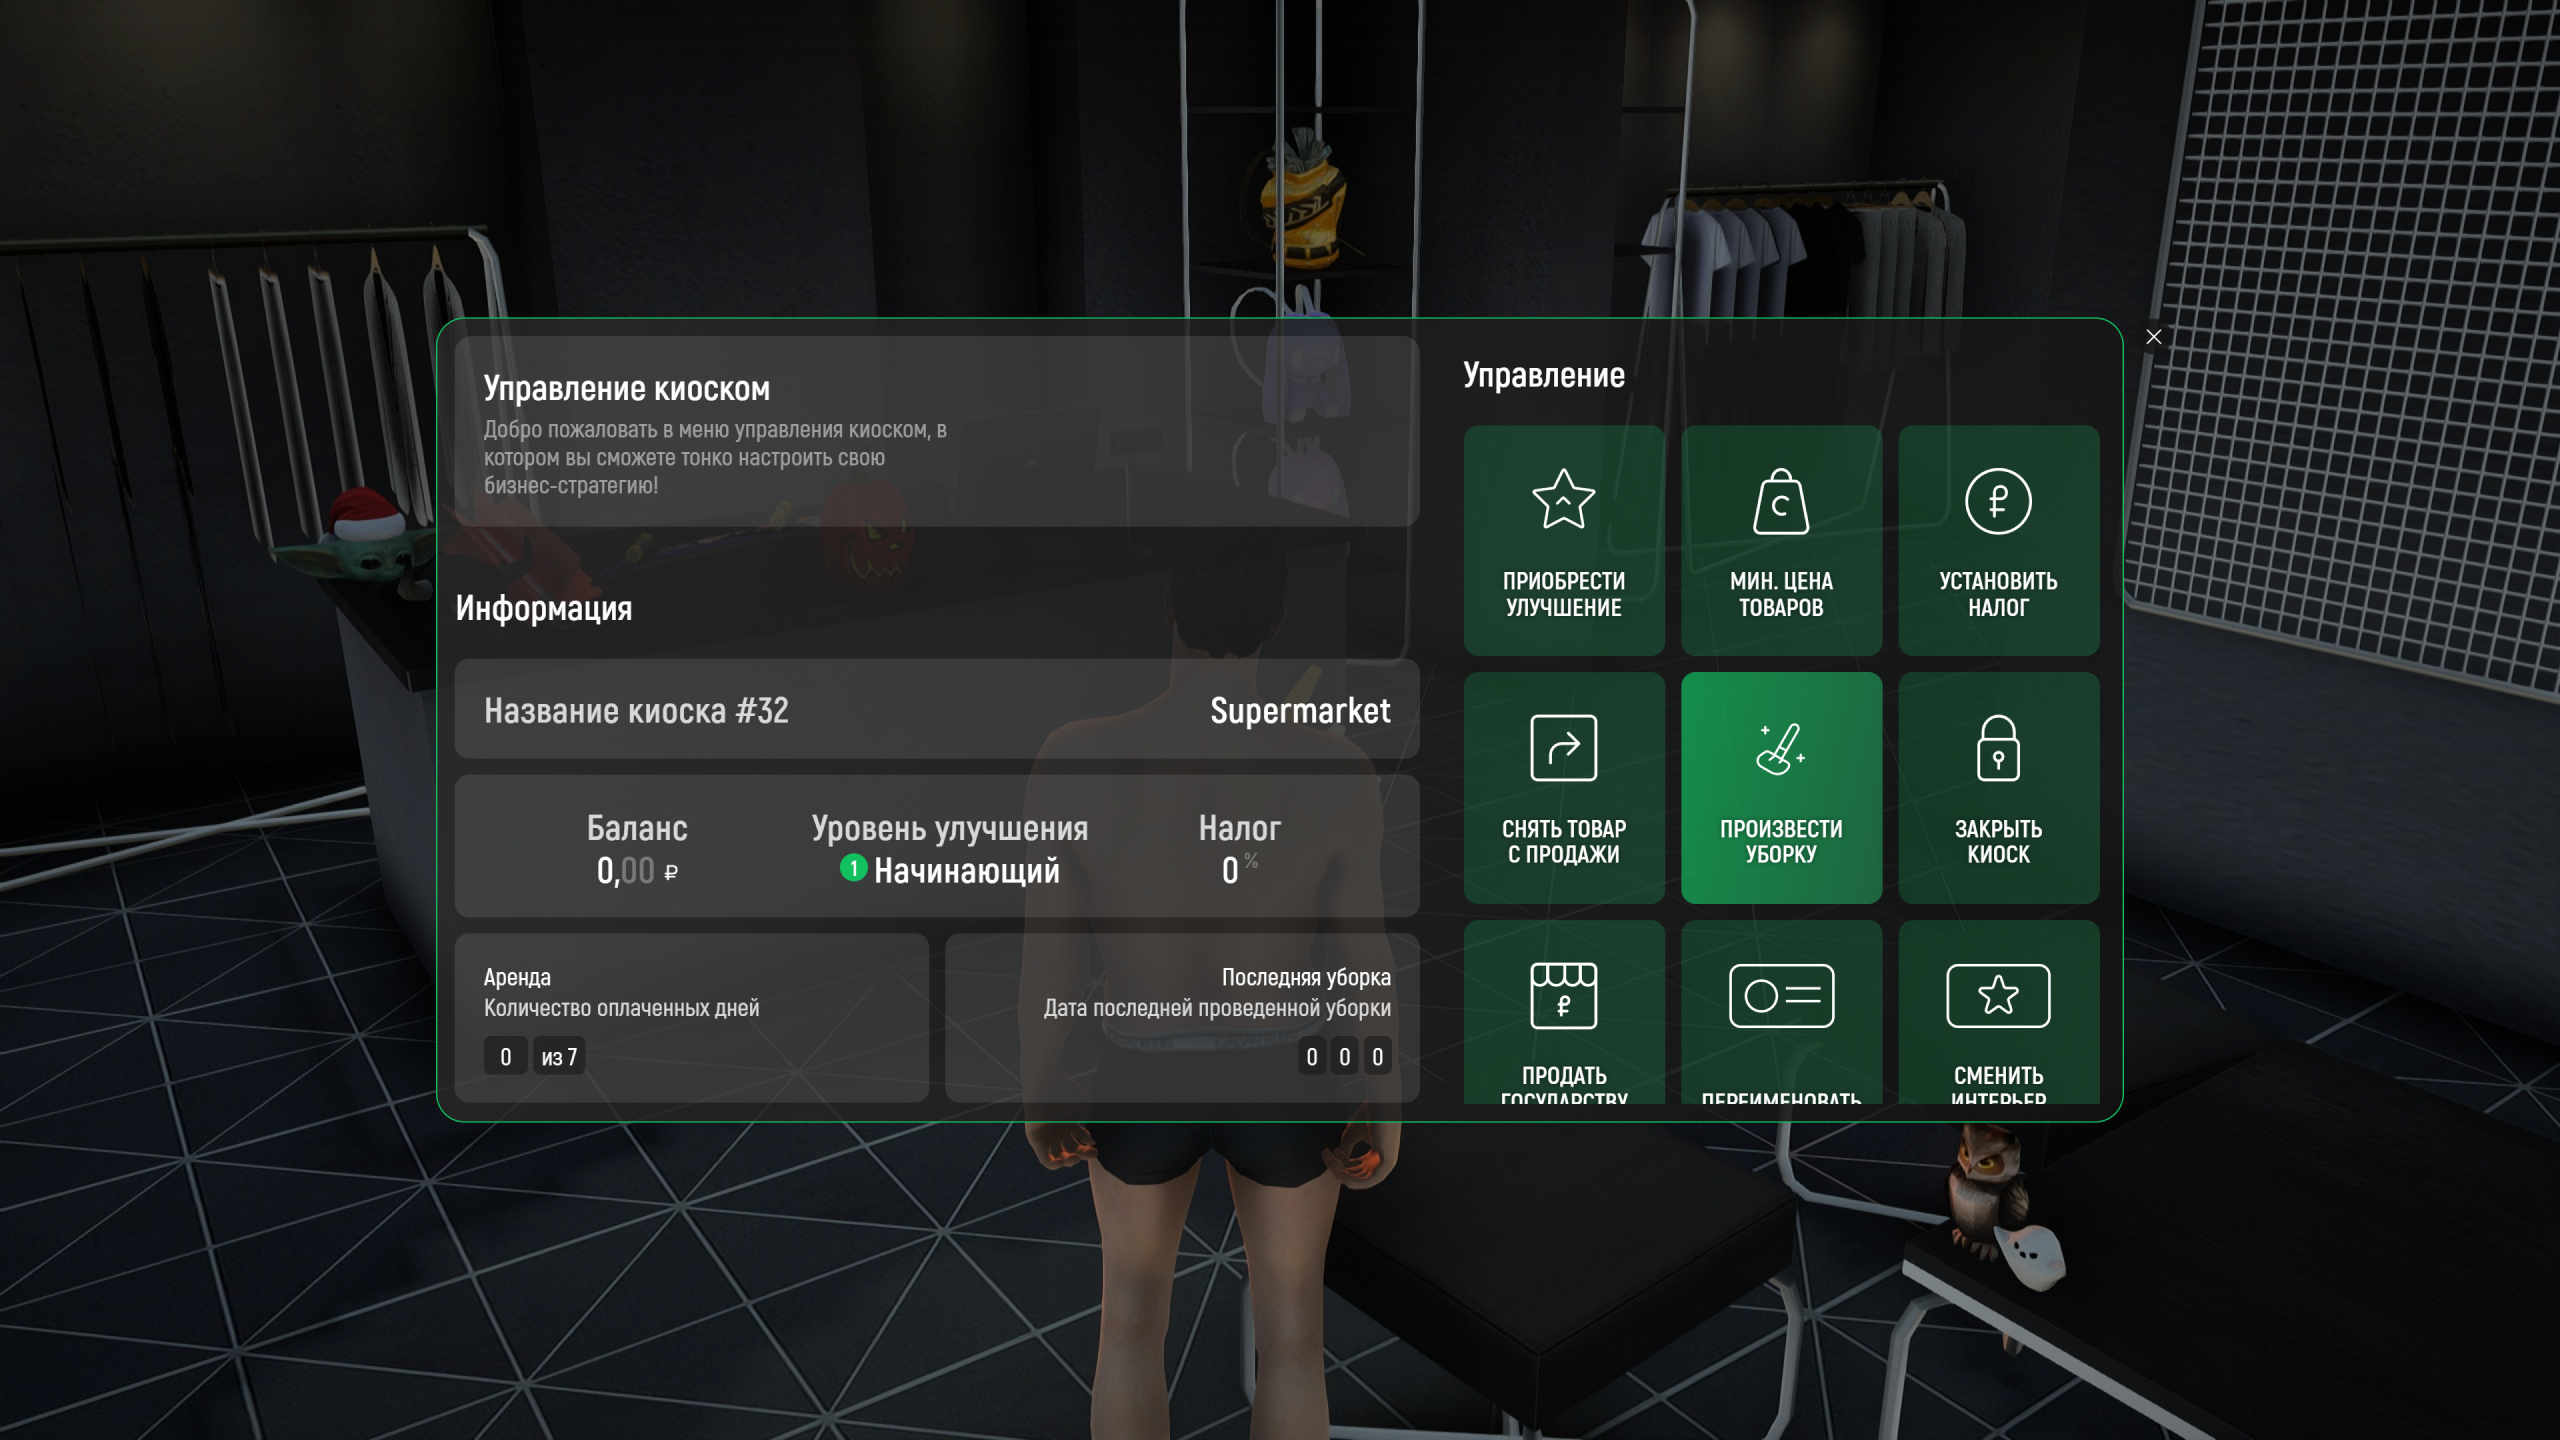 Управление киоском
Добро пожаловать в меню управления киоском, в
котором вы сможете тонко настроить свою
бизнес-стратегию!
Информация
Название киоска #32
Supermarket
Баланс
0,00 ₽
Уровень улучшения
1 Начинающий
Налог
0 %
Аренда
Количество оплаченных дней
0 из 7
Последняя уборка
Дата последней проведенной уборки
0 0 0
Управление
ПРИОБРЕСТИ
УЛУЧШЕНИЕ
МИН. ЦЕНА
ТОВАРОВ
УСТАНОВИТЬ
НАЛОГ
СНЯТЬ ТОВАР
С ПРОДАЖИ
ПРОИЗВЕСТИ
УБОРКУ
ЗАКРЫТЬ
КИОСК
ПРОДАТЬ
ГОСУДАРСТВУ
ПЕРЕИМЕНОВАТЬ
СМЕНИТЬ
ИНТЕРЬЕР